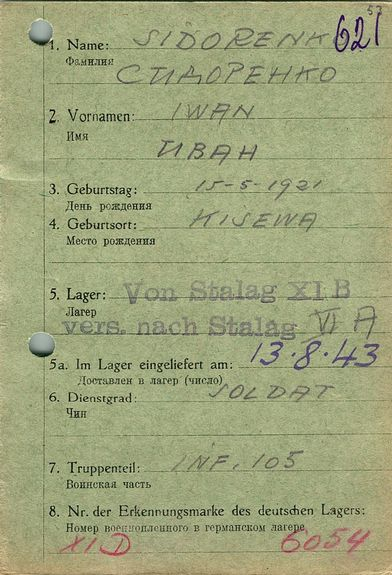 57
621
1. Name: SIDORENK
Фамилия
СИДОРЕНКО
2. Vornamen: IWAN
Имя
ИВАН
3. Geburtstag: 15-5-1921
День рождения
4. Geburtsort: KISEWA
Место рождения
5. Lager: Von Stalag XI B
Лагер
vers. nach Stalag VI A
5a. Im Lager eingeliefert am: 13.8.43
Доставлен в лагер (число)
6. Dienstgrad: SOLDAT
Чин
7. Truppenteil: INF. 105
Воинская часть
8. Nr. der Erkennungsmarke des deutschen Lagers:
Номер военнопленного в германском лагере
XI D 6054